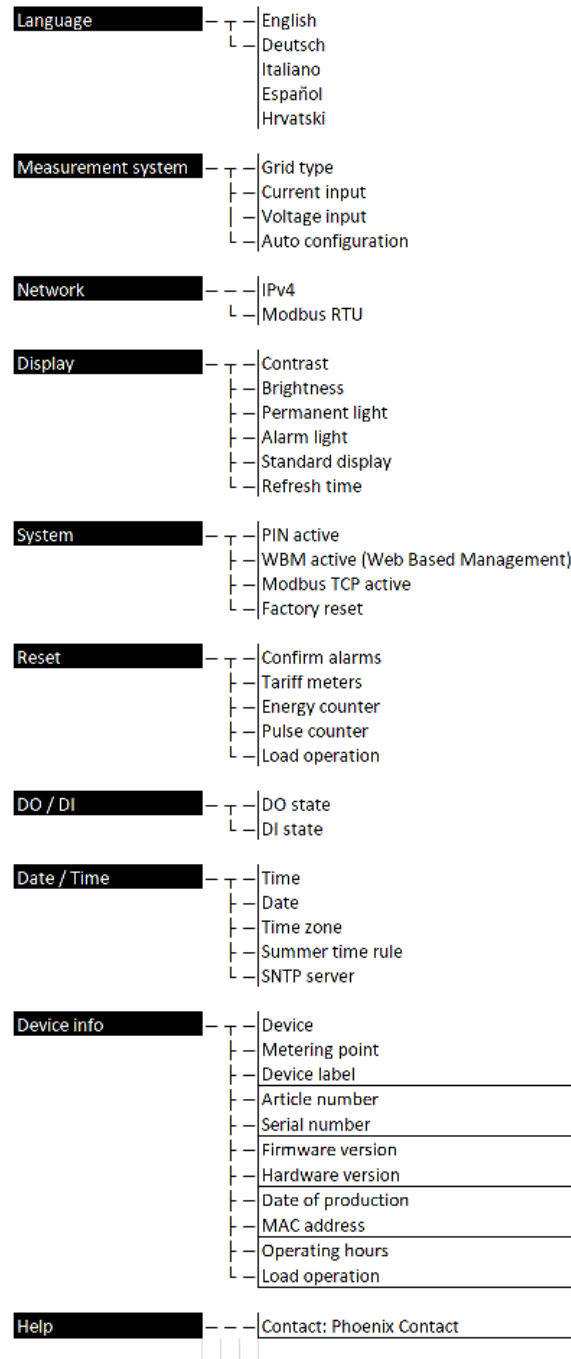 Language English
Deutsch
Italiano
Español
Hrvatski
Measurement system Grid type
Current input
Voltage input
Auto configuration
Network IPv4
Modbus RTU
Display Contrast
Brightness
Permanent light
Alarm light
Standard display
Refresh time
System PIN active
WBM active (Web Based Management)
Modbus TCP active
Factory reset
Reset Confirm alarms
Tariff meters
Energy counter
Pulse counter
Load operation
DO / DI DO state
DI state
Date / Time Time
Date
Time zone
Summer time rule
SNTP server
Device info Device
Metering point
Device label
Article number
Serial number
Firmware version
Hardware version
Date of production
MAC address
Operating hours
Load operation
Help Contact: Phoenix Contact